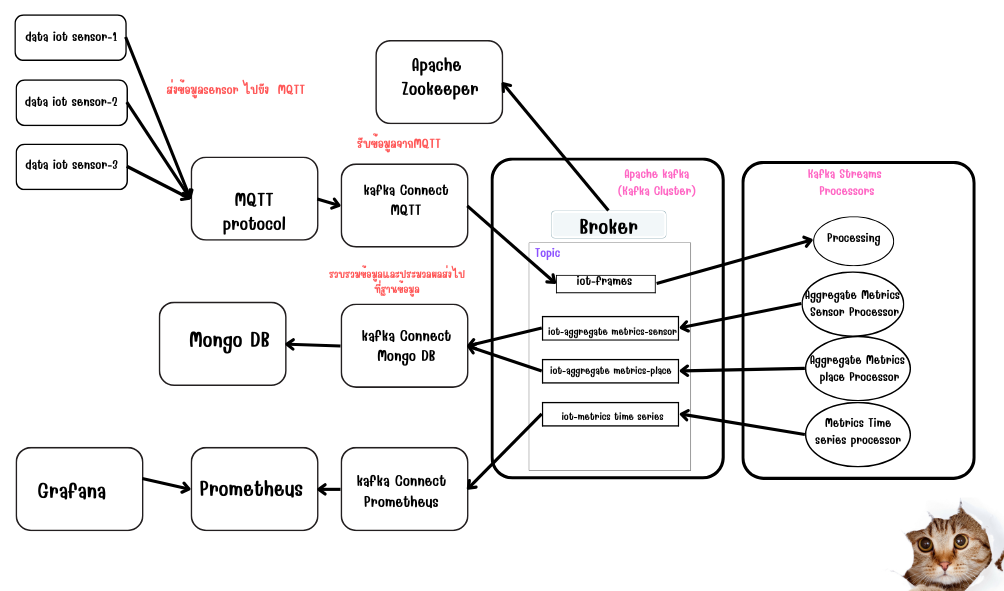 data iot sensor-1
data iot sensor-2
data iot sensor-3
ส่งข้อมูลsensor ไปยัง MQTT
MQTT
protocol
Apache
Zookeeper
รับข้อมูลจากMQTT
kafka Connect
MQTT
Apache kafka
(Kafka Cluster)
Broker
Topic
iot-frames
iot-aggregate metrics-sensor
iot-aggregate metrics-place
iot-metrics time series
Kafka Streams
Processors
Processing
Aggregate Metrics
Sensor Processor
Aggregate Metrics
place Processor
Metrics Time
series processor
รวบรวมข้อมูลและประมวลผลส่งไป
ที่ฐานข้อมูล
kafka Connect
Mongo DB
Mongo DB
Grafana
Prometheus
kafka Connect
Prometheus